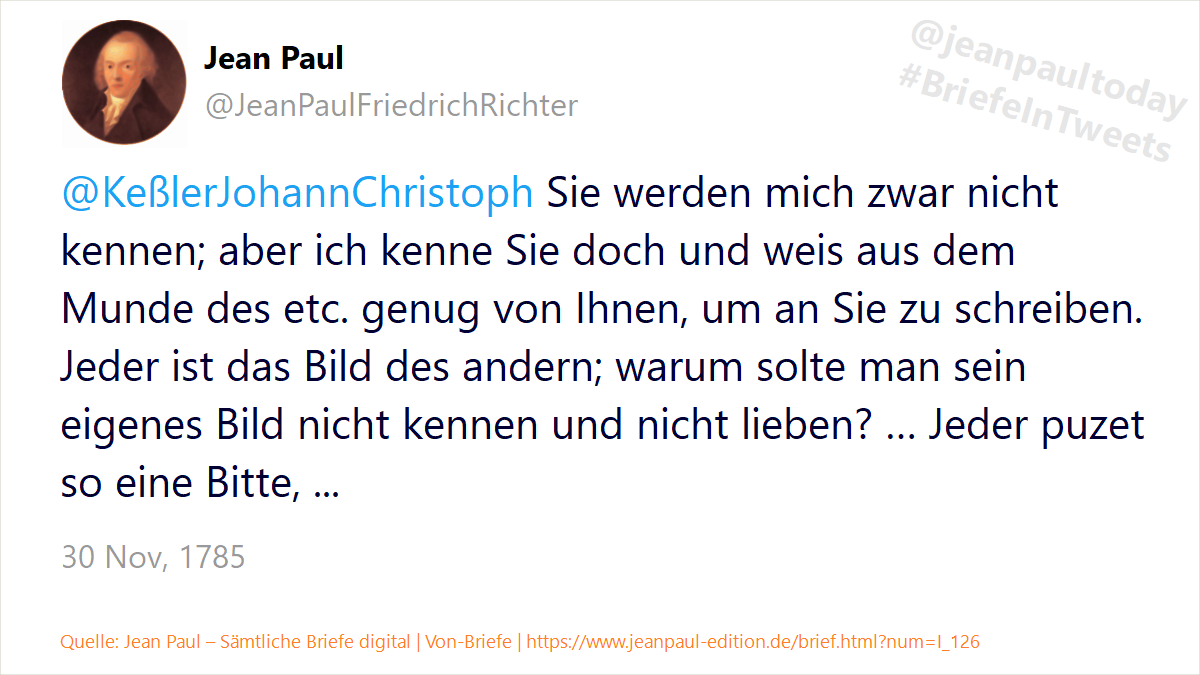 Jean Paul
@JeanPaulFriedrichRichter
@jeanpaultoday
#BriefeInTweets
@KeßlerJohannChristoph Sie werden mich zwar nicht
kennen; aber ich kenne Sie doch und weis aus dem
Munde des etc. genug von Ihnen, um an Sie zu schreiben.
Jeder ist das Bild des andern; warum solte man sein
eigenes Bild nicht kennen und nicht lieben? … Jeder puzet
so eine Bitte, ...
30 Nov, 1785
Quelle: Jean Paul – Sämtliche Briefe digital | Von-Briefe | https://www.jeanpaul-edition.de/brief.html?num=I_126